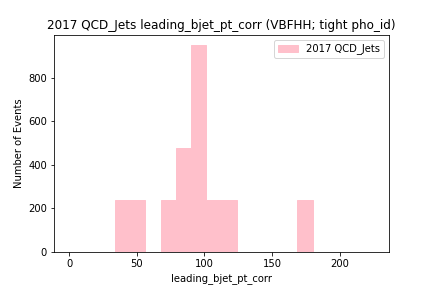 2017 QCD_Jets leading_bjet_pt_corr (VBFHH; tight pho_id)
2017 QCD_Jets
Number of Events
800
600
400
200
0
0 50 100 150 200
leading_bjet_pt_corr